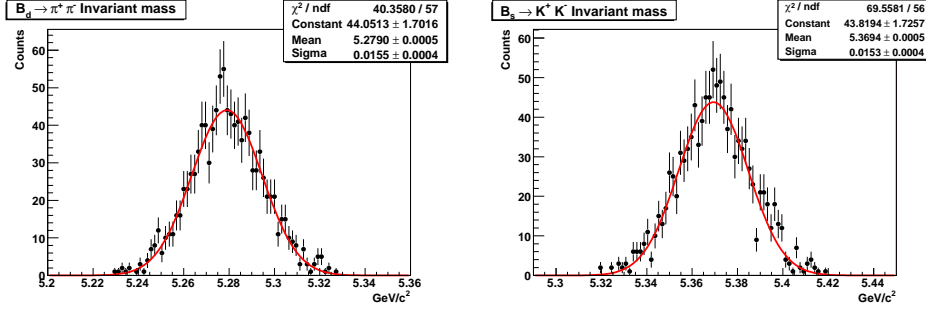 B_d → π⁺ π⁻ Invariant mass
χ² / ndf 40.3580 / 57
Constant 44.0513 ± 1.7016
Mean 5.2790 ± 0.0005
Sigma 0.0155 ± 0.0004
Counts
60
50
40
30
20
10
0
5.2 5.22 5.24 5.26 5.28 5.3 5.32 5.34 5.36
GeV/c²
B_s → K⁺ K⁻ Invariant mass
χ² / ndf 69.5581 / 56
Constant 43.8194 ± 1.7257
Mean 5.3694 ± 0.0005
Sigma 0.0153 ± 0.0004
Counts
60
50
40
30
20
10
0
5.3 5.32 5.34 5.36 5.38 5.4 5.42 5.44
GeV/c²